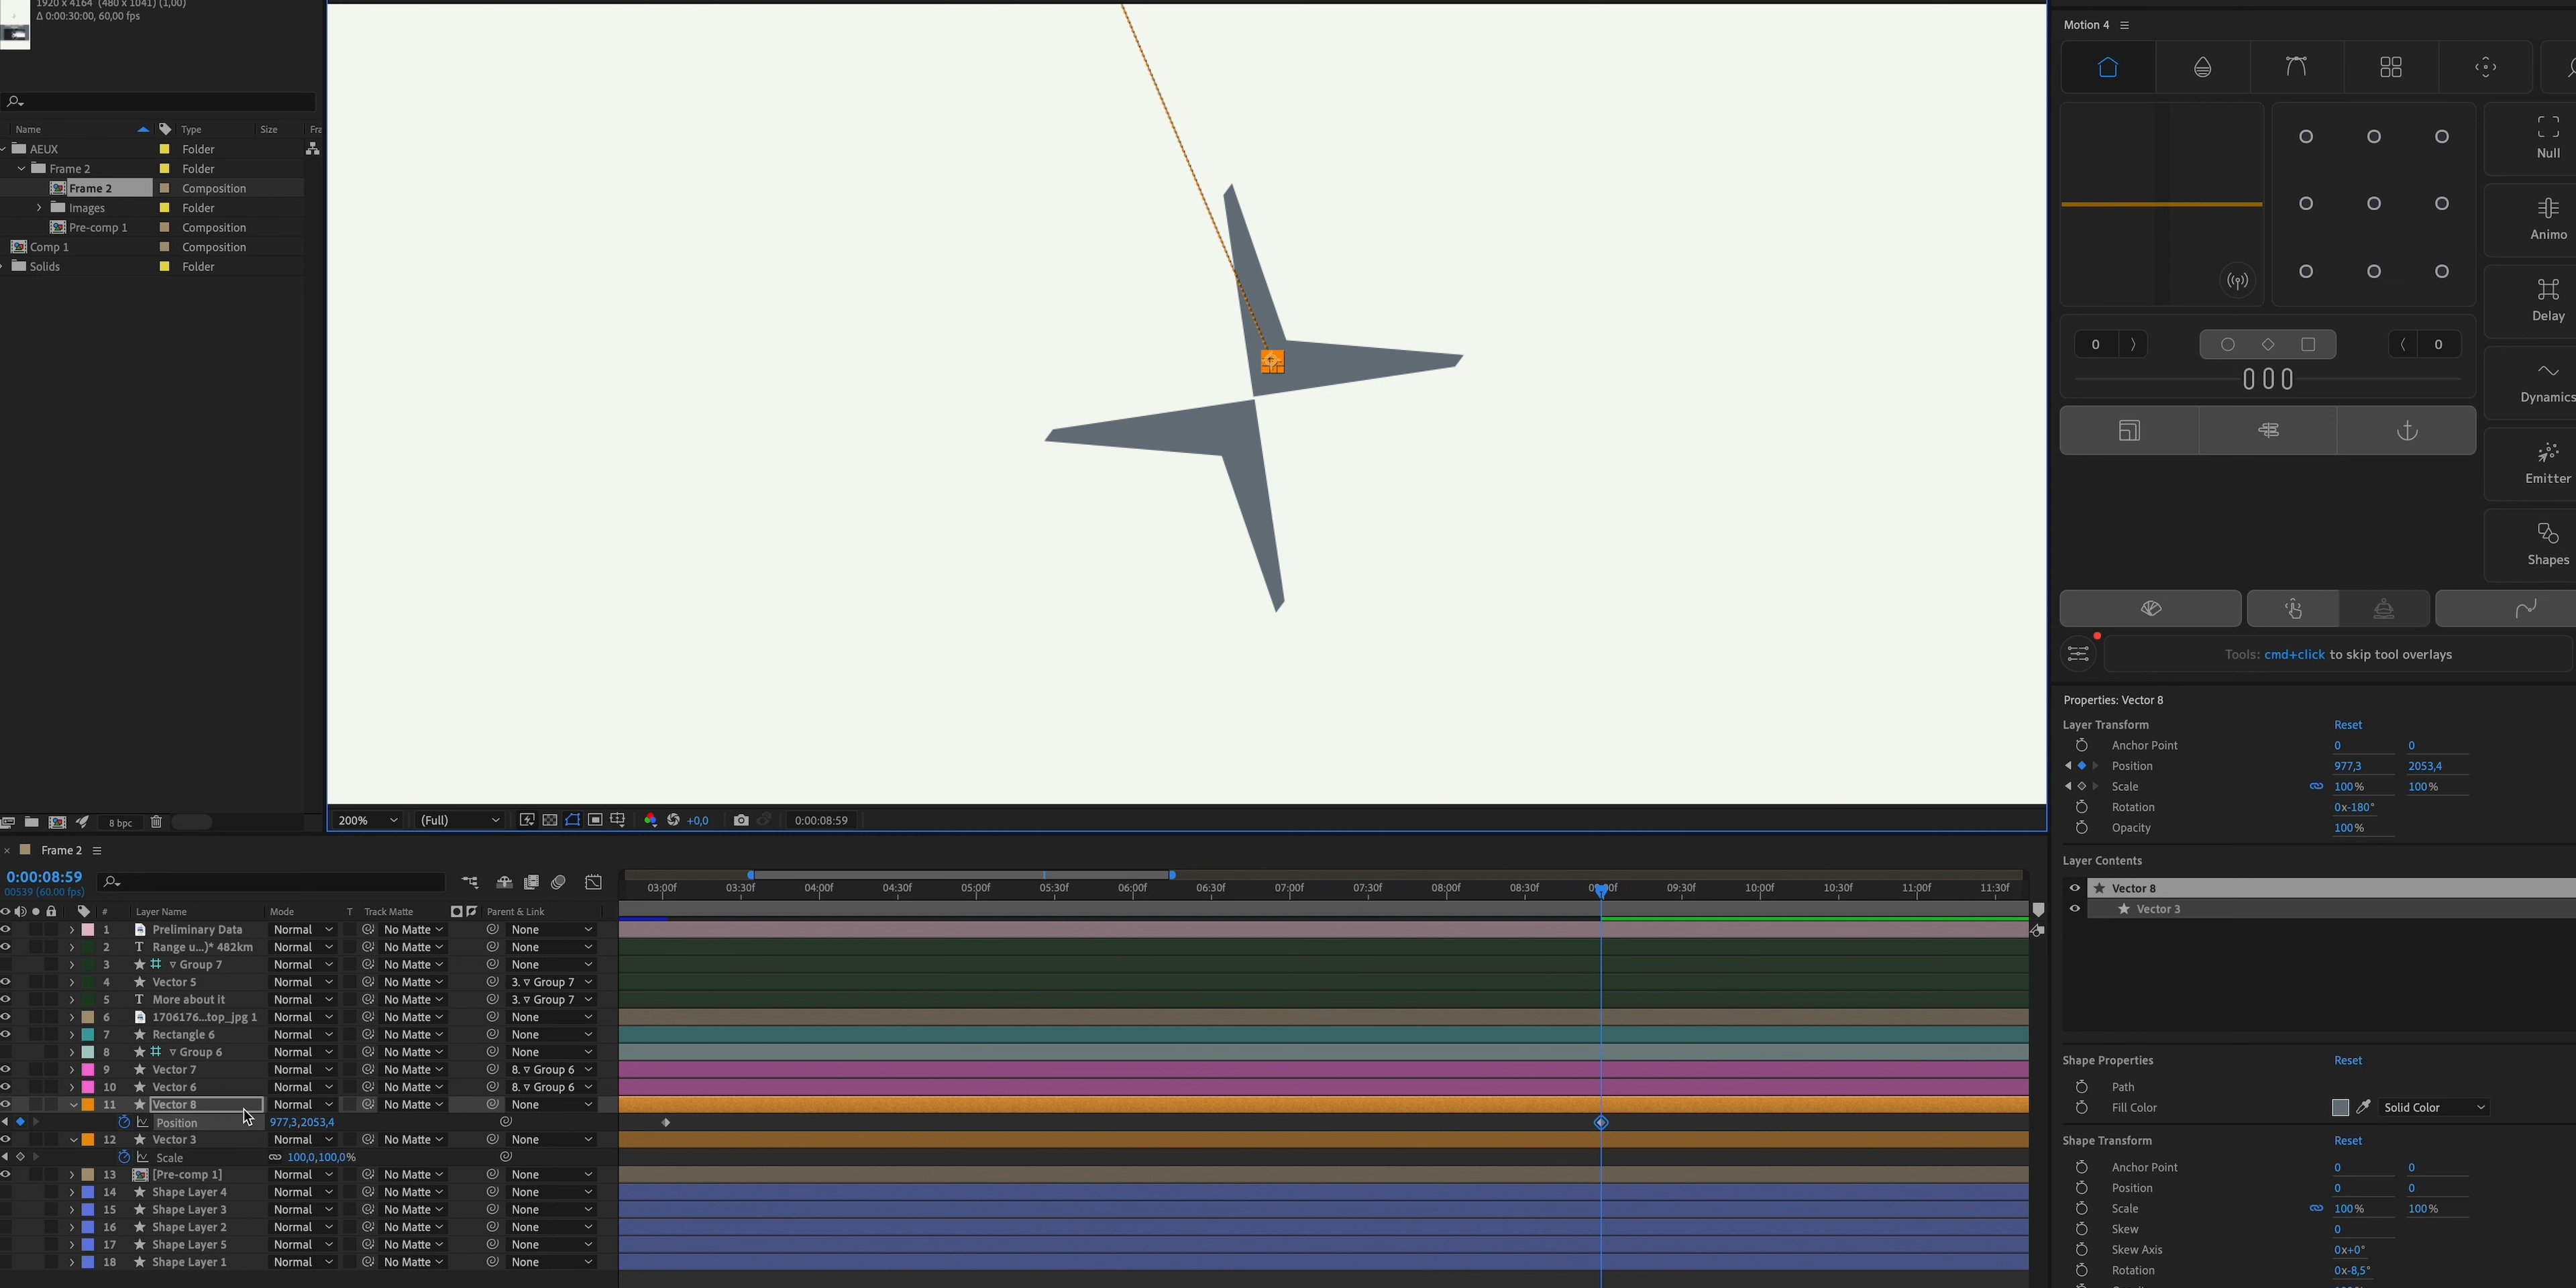 1920 x 4164 (480 x 1041) (1,00)
Δ 0:00:30:00, 60,00 fps
Name Type Size Fra
AEUX Folder
Frame 2 Folder
Frame 2 Composition
Images Folder
Pre-comp 1 Composition
Comp 1 Composition
Solids Folder
8 bpc
200% (Full) +0,0 0:00:08:59
Motion 4
Null
Animo
Delay
Dynamics
Emitter
Shapes
0 0
Tools: cmd+click to skip tool overlays
Properties: Vector 8
Layer Transform Reset
Anchor Point 0 0
Position 977,3 2053,4
Scale 100% 100%
Rotation 0x-180°
Opacity 100%
Layer Contents
Vector 8
Vector 3
Shape Properties Reset
Path
Fill Color Solid Color
Shape Transform Reset
Anchor Point 0 0
Position 0 0
Scale 100% 100%
Skew 0
Skew Axis 0x+0°
Rotation 0x-8,5°
Frame 2
0:00:08:59
00539 (60.00 fps)
03:00f 03:30f 04:00f 04:30f 05:00f 05:30f 06:00f 06:30f 07:00f 07:30f 08:00f 08:30f 10:00f 09:30f 10:30f 11:00f 11:30f
# Layer Name Mode T Track Matte Parent & Link
1 Preliminary Data Normal No Matte None
2 T Range u...)* 482km Normal No Matte None
3 Group 7 Normal No Matte None
4 Vector 5 Normal No Matte 3. Group 7
5 T More about it Normal No Matte 3. Group 7
6 1706176...top_jpg 1 Normal No Matte None
7 Rectangle 6 Normal No Matte None
8 Group 6 Normal No Matte None
9 Vector 7 Normal No Matte 8. Group 6
10 Vector 6 Normal No Matte 8. Group 6
11 Vector 8 Normal No Matte None
Position 977,3,2053,4
12 Vector 3 Normal No Matte None
Scale 100,0,100,0%
13 [Pre-comp 1] Normal No Matte None
14 Shape Layer 4 Normal No Matte None
15 Shape Layer 3 Normal No Matte None
16 Shape Layer 2 Normal No Matte None
17 Shape Layer 5 Normal No Matte None
18 Shape Layer 1 Normal No Matte None